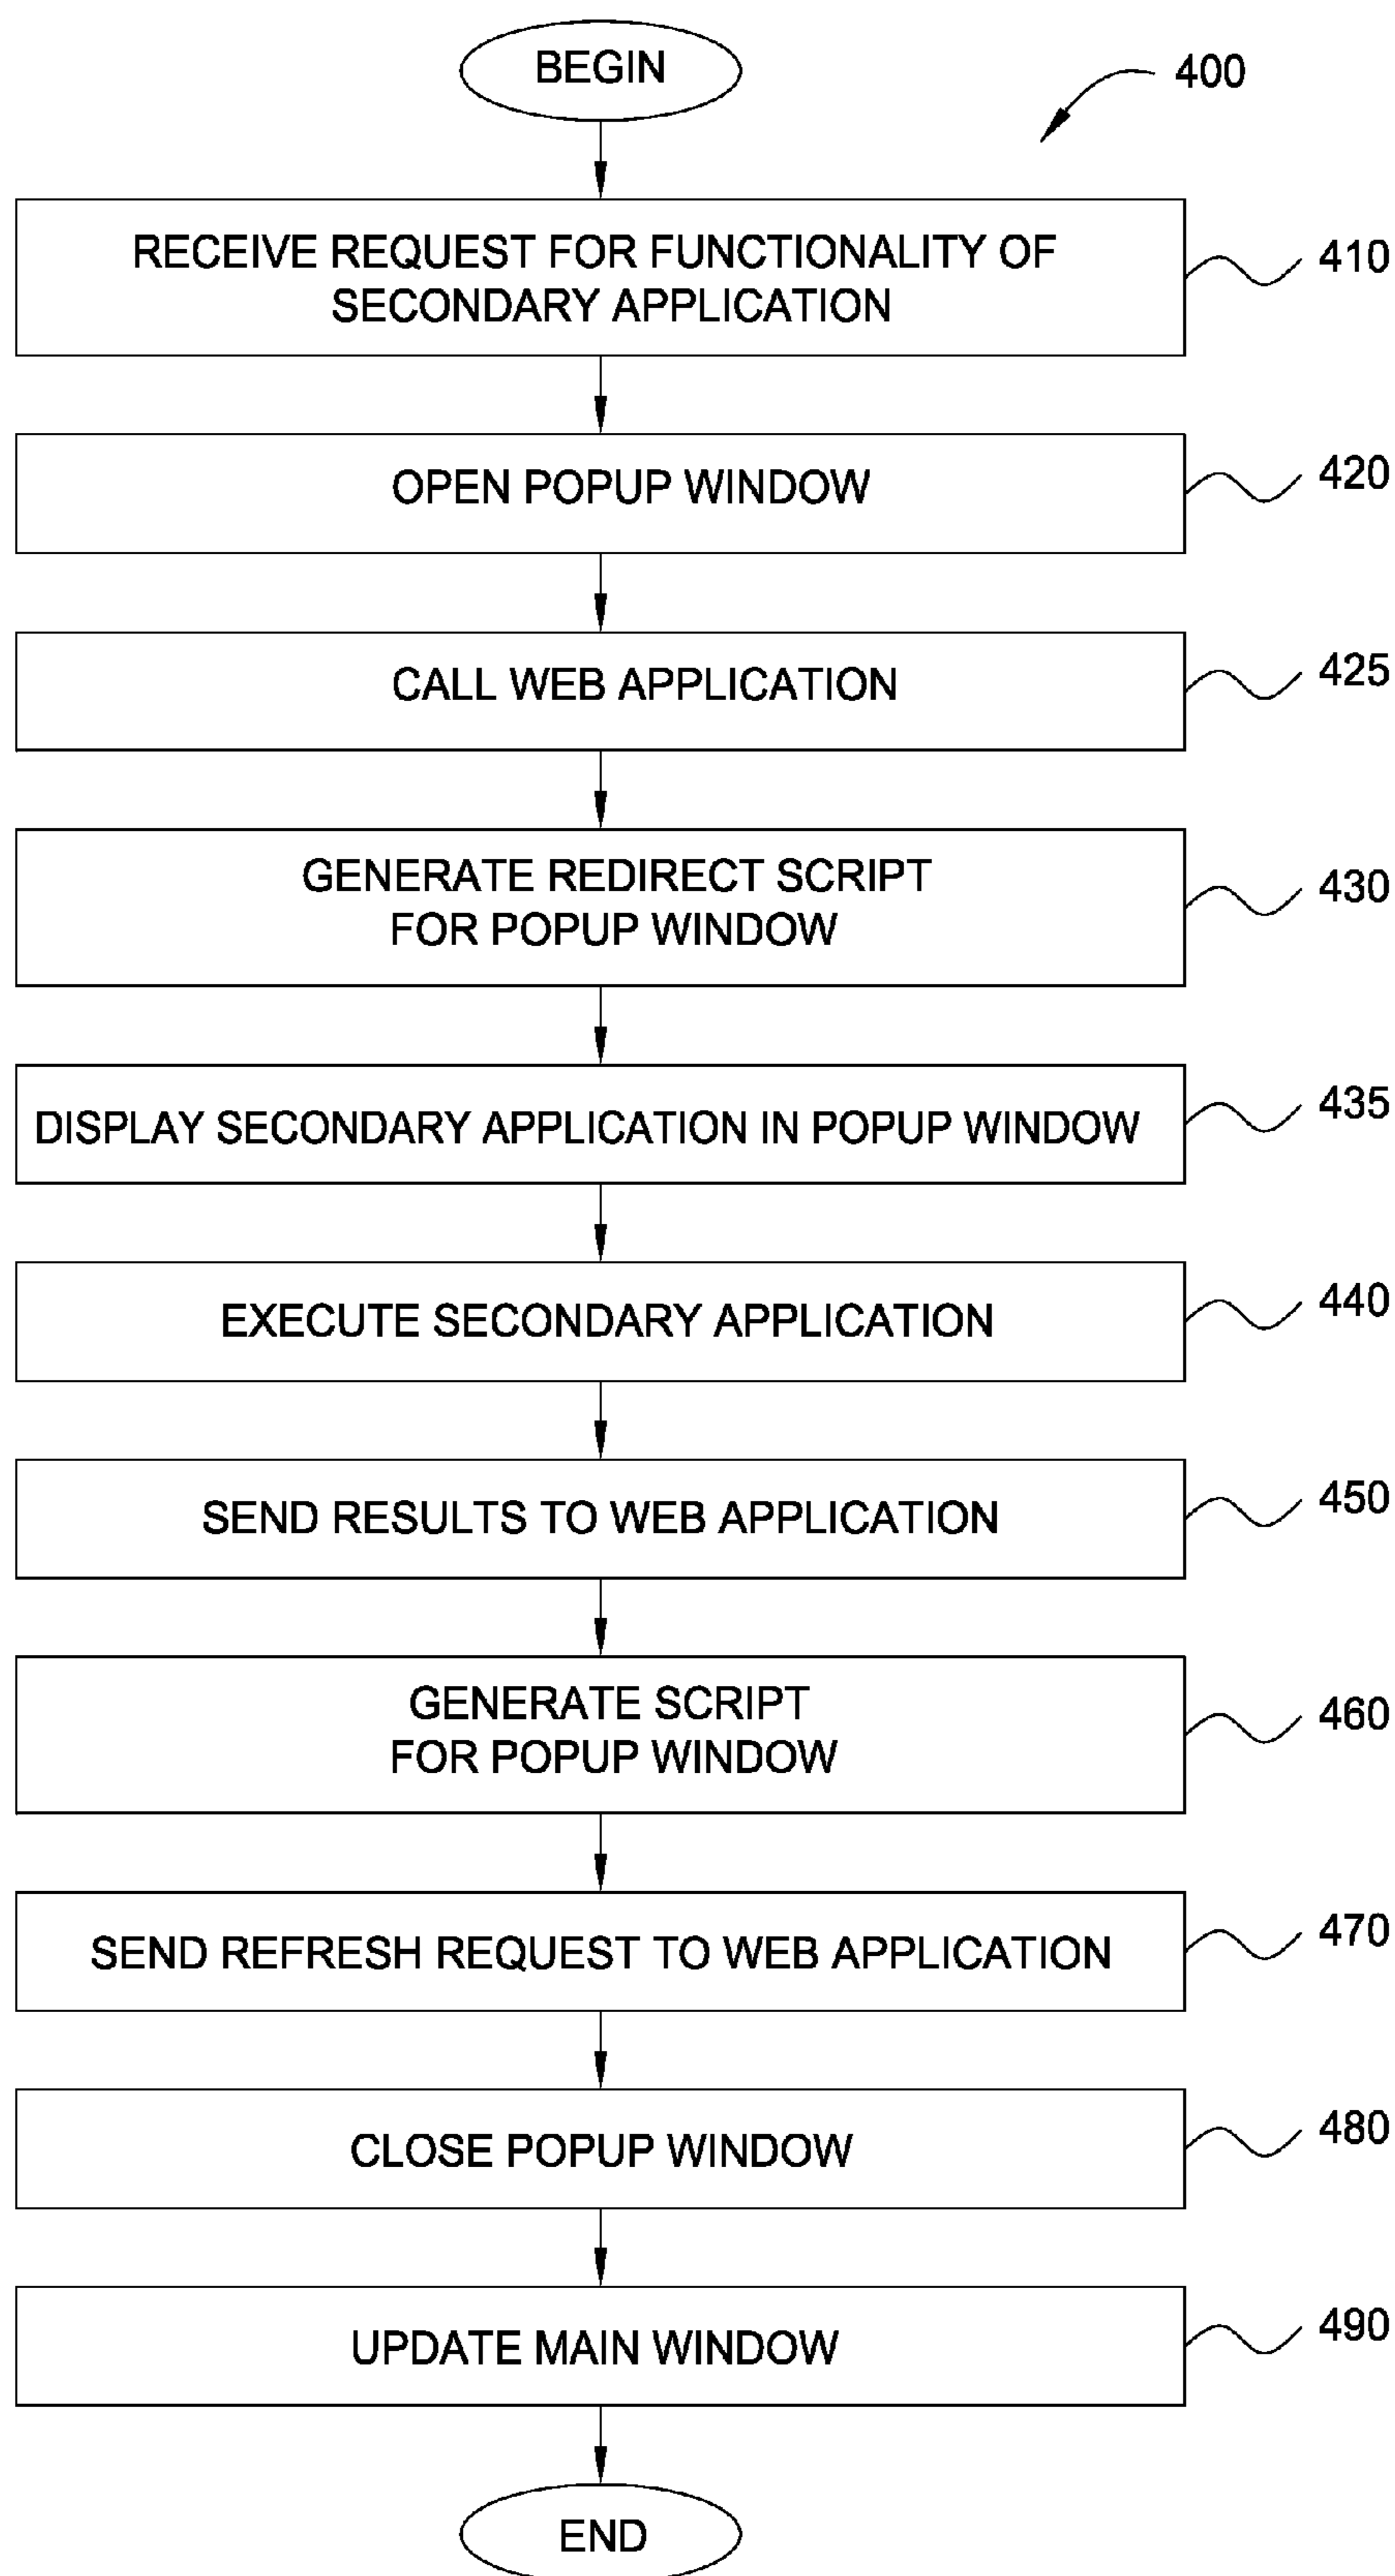 BEGIN
400
RECEIVE REQUEST FOR FUNCTIONALITY OF
SECONDARY APPLICATION
410
OPEN POPUP WINDOW
420
CALL WEB APPLICATION
425
GENERATE REDIRECT SCRIPT
FOR POPUP WINDOW
430
DISPLAY SECONDARY APPLICATION IN POPUP WINDOW
435
EXECUTE SECONDARY APPLICATION
440
SEND RESULTS TO WEB APPLICATION
450
GENERATE SCRIPT
FOR POPUP WINDOW
460
SEND REFRESH REQUEST TO WEB APPLICATION
470
CLOSE POPUP WINDOW
480
UPDATE MAIN WINDOW
490
END